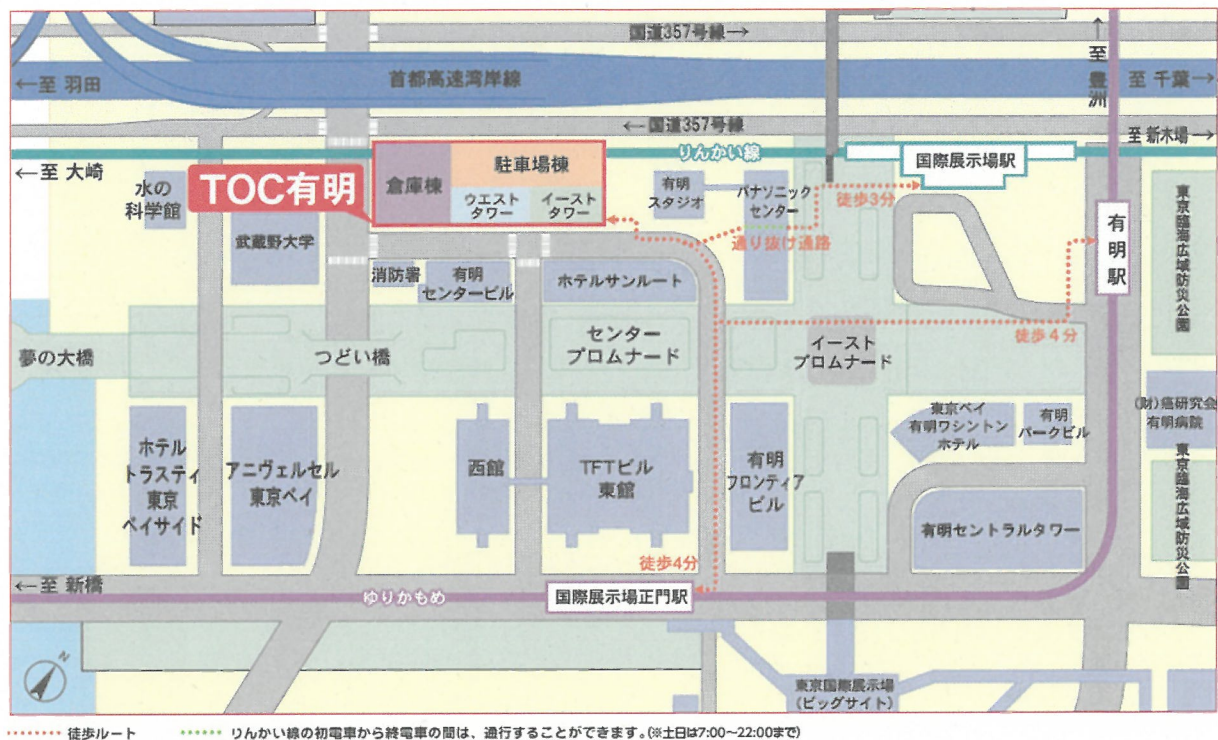 国道357号線→
←至 羽田
首都高速湾岸線
至 豊洲
至 千葉→
←国道357号線
至 新木場
←至 大崎
りんかい線
国際展示場駅
倉庫棟
駐車場棟
ウエスト
タワー
イースト
タワー
TOC有明
水の
科学館
武蔵野大学
有明
スタジオ
パナソニック
センター
徒歩3分
通り抜け通路
有明駅
東京臨海広域防災公園
消防署
有明
センタービル
ホテルサンルート
夢の大橋
つどい橋
センター
プロムナード
イースト
プロムナード
徒歩4分
ホテル
トラスティ
東京
ベイサイド
アニヴェルセル
東京ベイ
西館
TFTビル
東館
有明
フロンティア
ビル
東京ベイ
有明ワシントン
ホテル
有明
パークビル
(財)癌研究会
有明病院
東京臨海広域防災公園
有明セントラルタワー
徒歩4分
←至 新橋
ゆりかもめ
国際展示場正門駅
N
東京国際展示場
(ビッグサイト)
徒歩ルート
りんかい線の初電車から終電車の間は、通行することができます。(※土日は7:00～22:00まで)